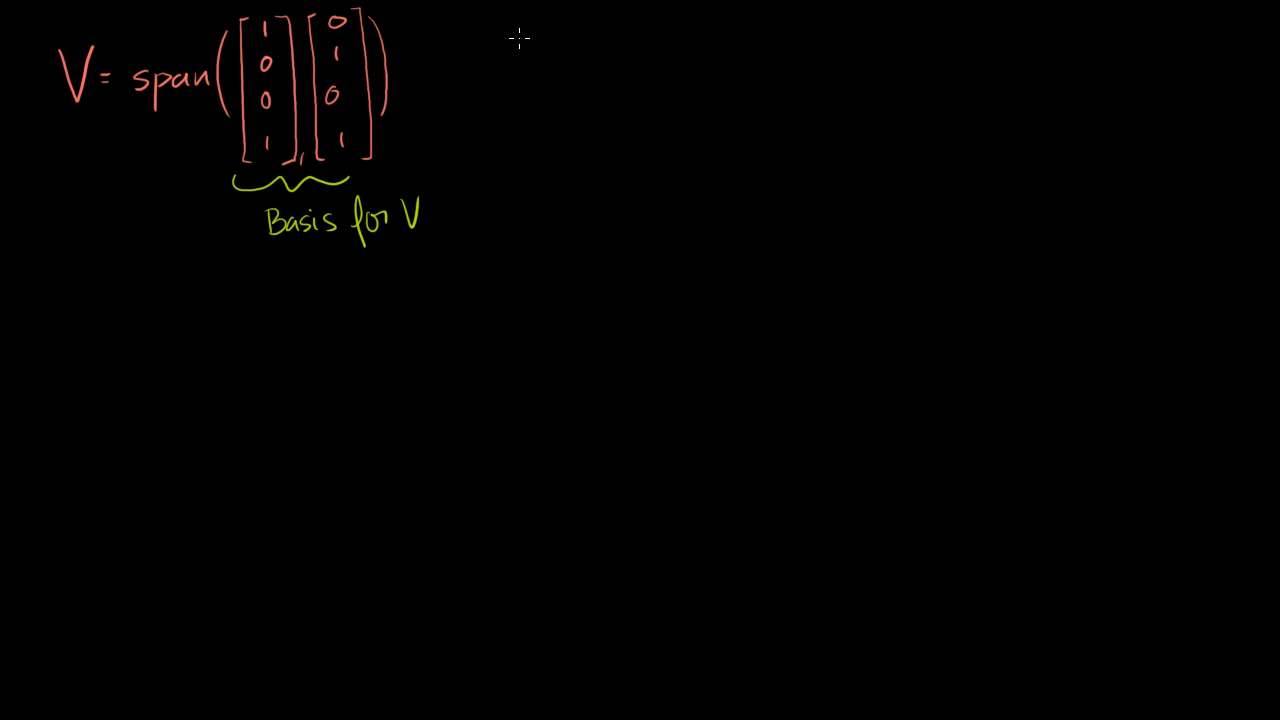 V = span([1 0 0 1], [0 1 0 1])
Basis for V